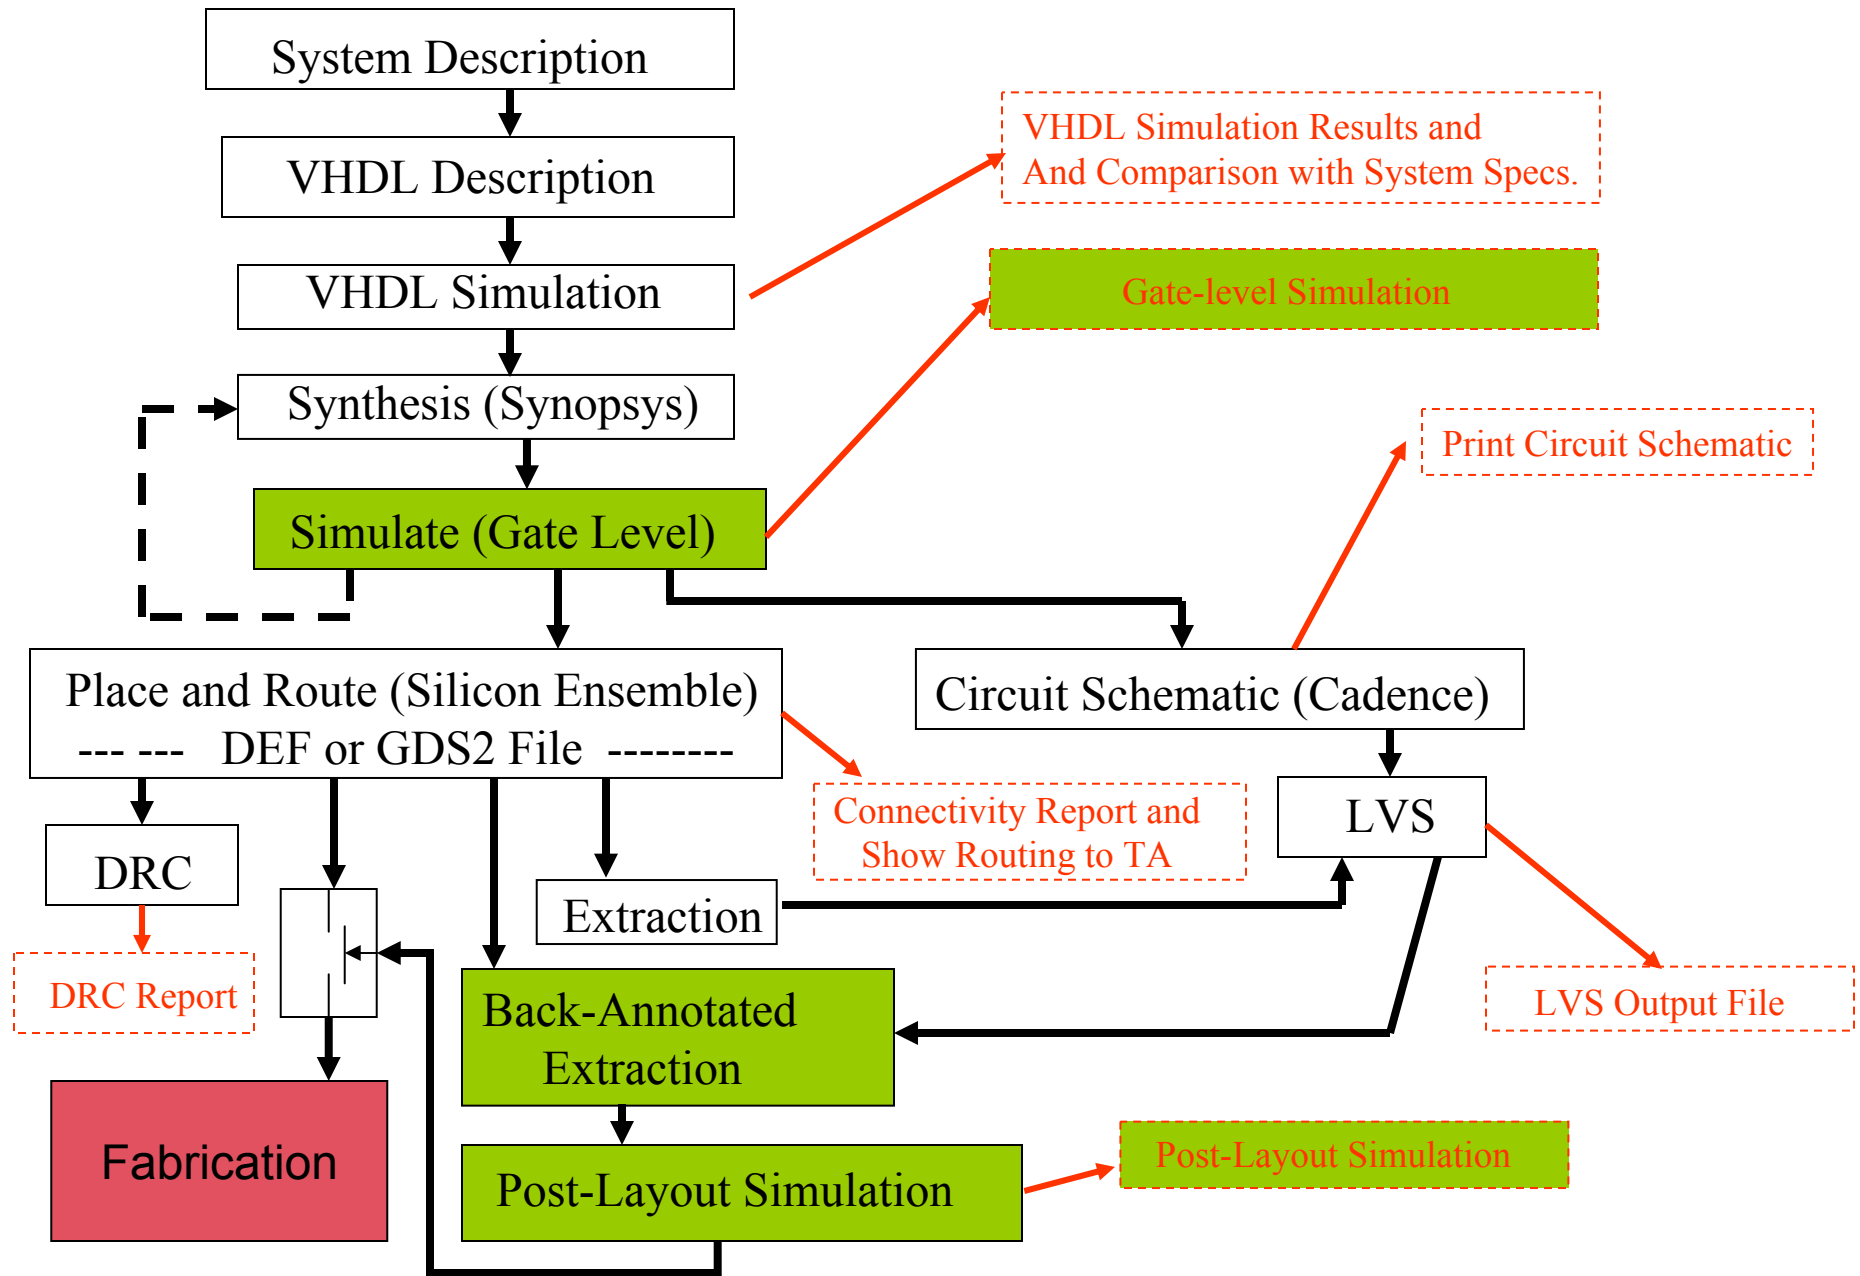 System Description
VHDL Description
VHDL Simulation Results and
And Comparison with System Specs.
VHDL Simulation
Gate-level Simulation
Synthesis (Synopsys)
Print Circuit Schematic
Simulate (Gate Level)
Place and Route (Silicon Ensemble)
--- --- DEF or GDS2 File --------
Circuit Schematic (Cadence)
Connectivity Report and
Show Routing to TA
LVS
DRC
Extraction
DRC Report
Back-Annotated
Extraction
LVS Output File
Fabrication
Post-Layout Simulation
Post-Layout Simulation